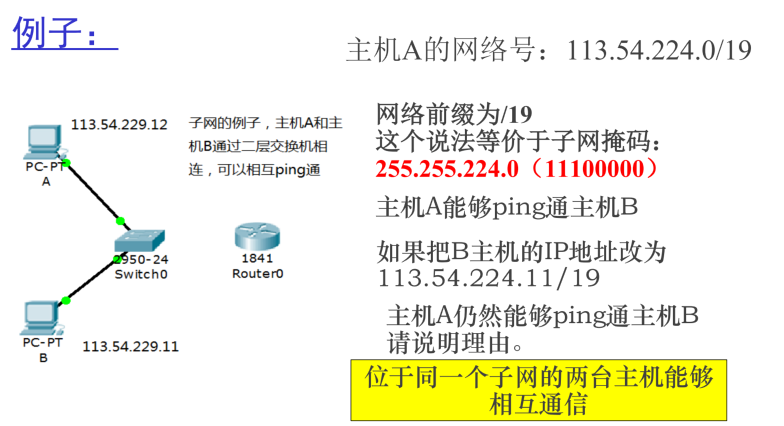 例子：
主机A的网络号：113.54.224.0/19
113.54.229.12
子网的例子，主机A和主
机B通过二层交换机相
连，可以相互ping通
PC-PT
A
2950-24
Switch0
1841
Router0
PC-PT
B
113.54.229.11
网络前缀为/19
这个说法等价于子网掩码：
255.255.224.0（11100000）
主机A能够ping通主机B
如果把B主机的IP地址改为
113.54.224.11/19
主机A仍然能够ping通主机B
请说明理由。
位于同一个子网的两台主机能够
相互通信